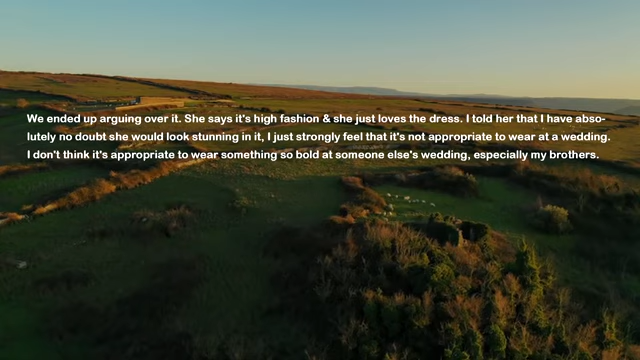 We ended up arguing over it. She says it's high fashion & she just loves the dress. I told her that I have abso-
lutely no doubt she would look stunning in it, I just strongly feel that it's not appropriate to wear at a wedding.
I don't think it's appropriate to wear something so bold at someone else's wedding, especially my brothers.